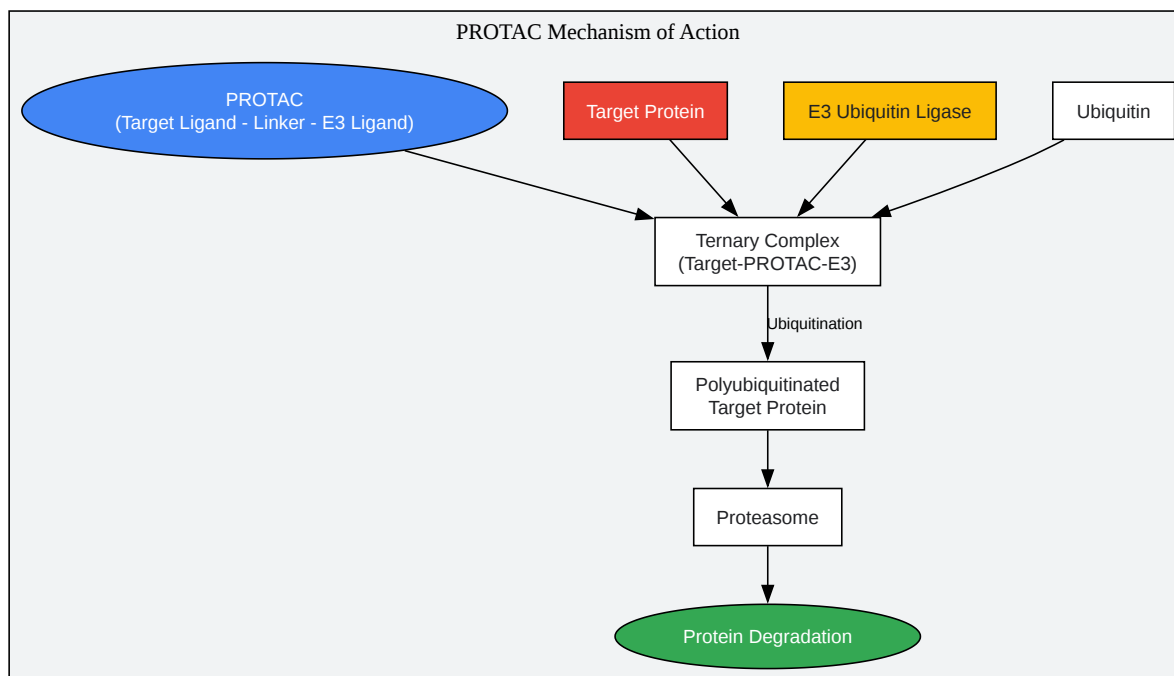 PROTAC Mechanism of Action
PROTAC
(Target Ligand - Linker - E3 Ligand)
Target Protein
E3 Ubiquitin Ligase
Ubiquitin
Ternary Complex
(Target-PROTAC-E3)
Ubiquitination
Polyubiquitinated
Target Protein
Proteasome
Protein Degradation